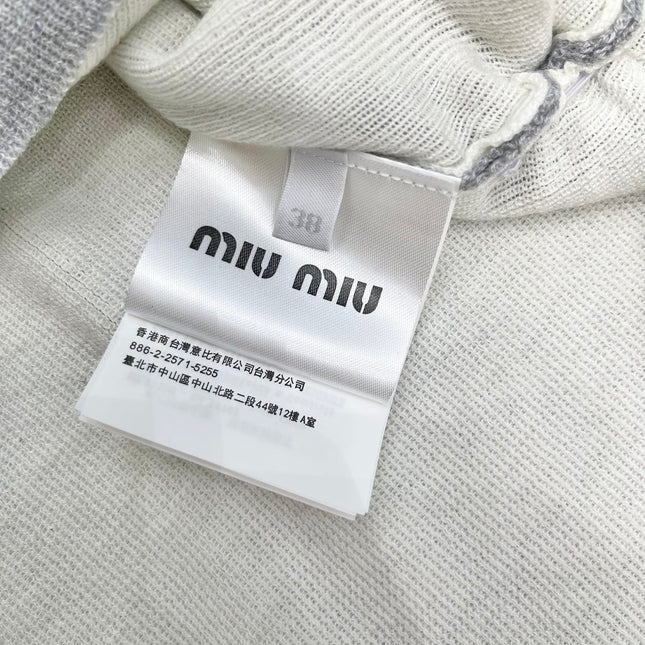 38
miu miu
香港商台灣意比有限公司台灣分公司
886-2-2571-5255
臺北市中山區中山北路二段44號12樓A室